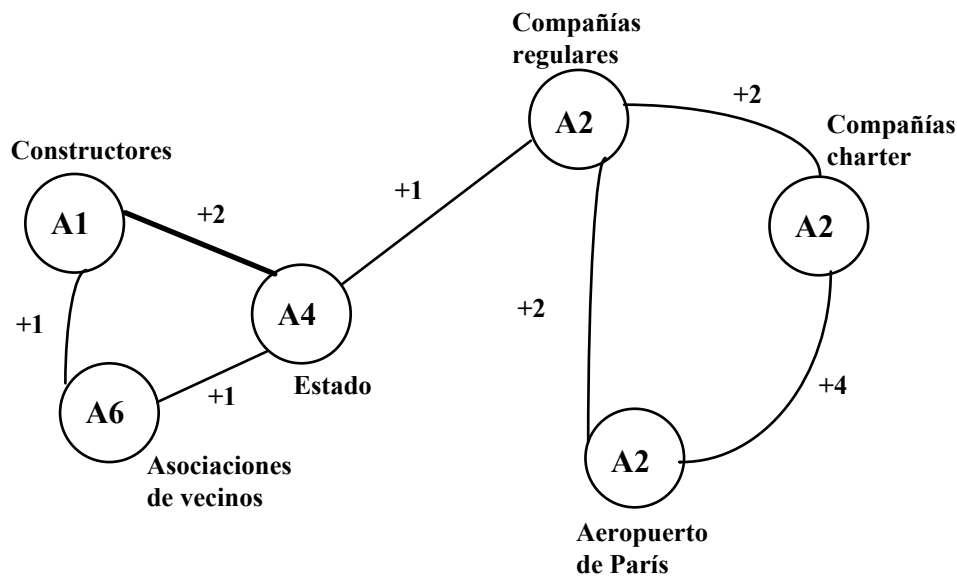 Compañías
regulares
A2
+2
Compañías
charter
A2
Constructores
A1
+2
+1
+1
A4
Estado
+2
A6
+1
Asociaciones
de vecinos
+4
A2
Aeropuerto
de París